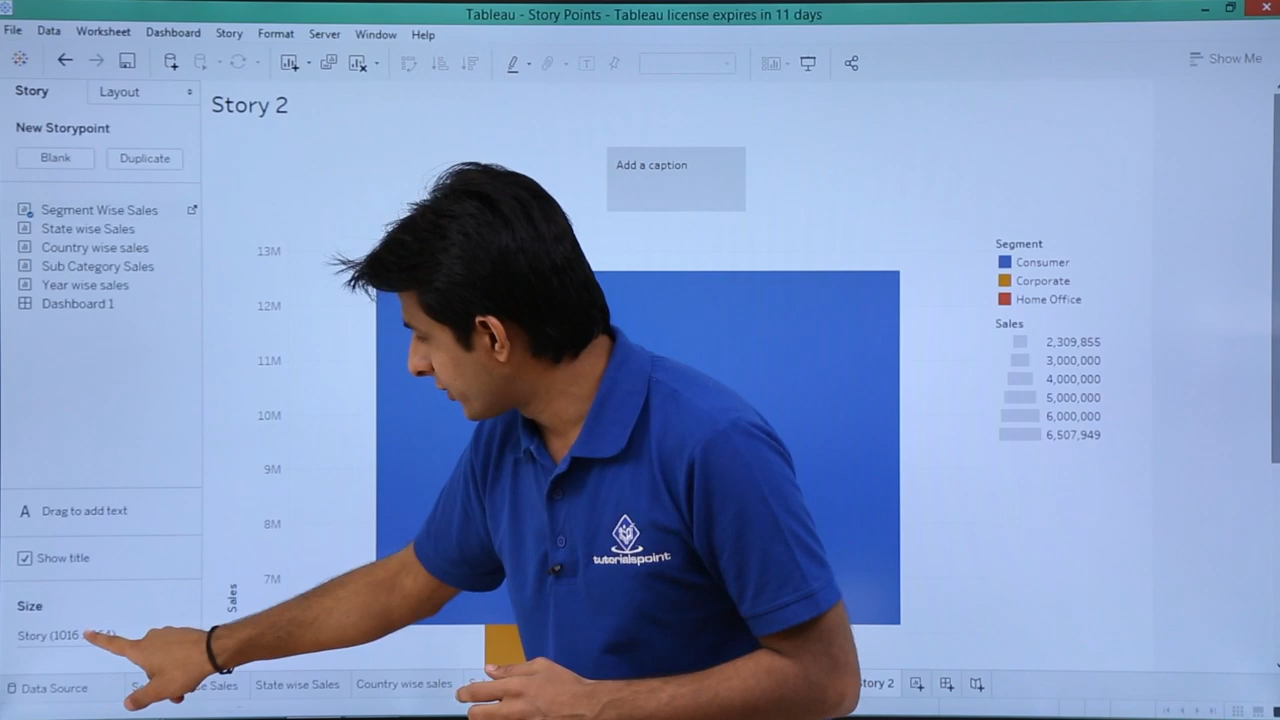 Tableau - Story Points - Tableau license expires in 11 days
File Data Worksheet Dashboard Story Format Server Window Help
Show Me
Story Layout
Story 2
New Storypoint
Blank Duplicate
Add a caption
Segment Wise Sales
State wise Sales
Country wise sales
Sub Category Sales
Year wise sales
Dashboard 1
13M
12M
11M
10M
9M
8M
7M
Sales
Segment
Consumer
Corporate
Home Office
Sales
2,309,855
3,000,000
4,000,000
5,000,000
6,000,000
6,507,949
A Drag to add text
Show title
Size
Story (1016
tutorialspoint
Data Source Sales State wise Sales Country wise sales Story 2